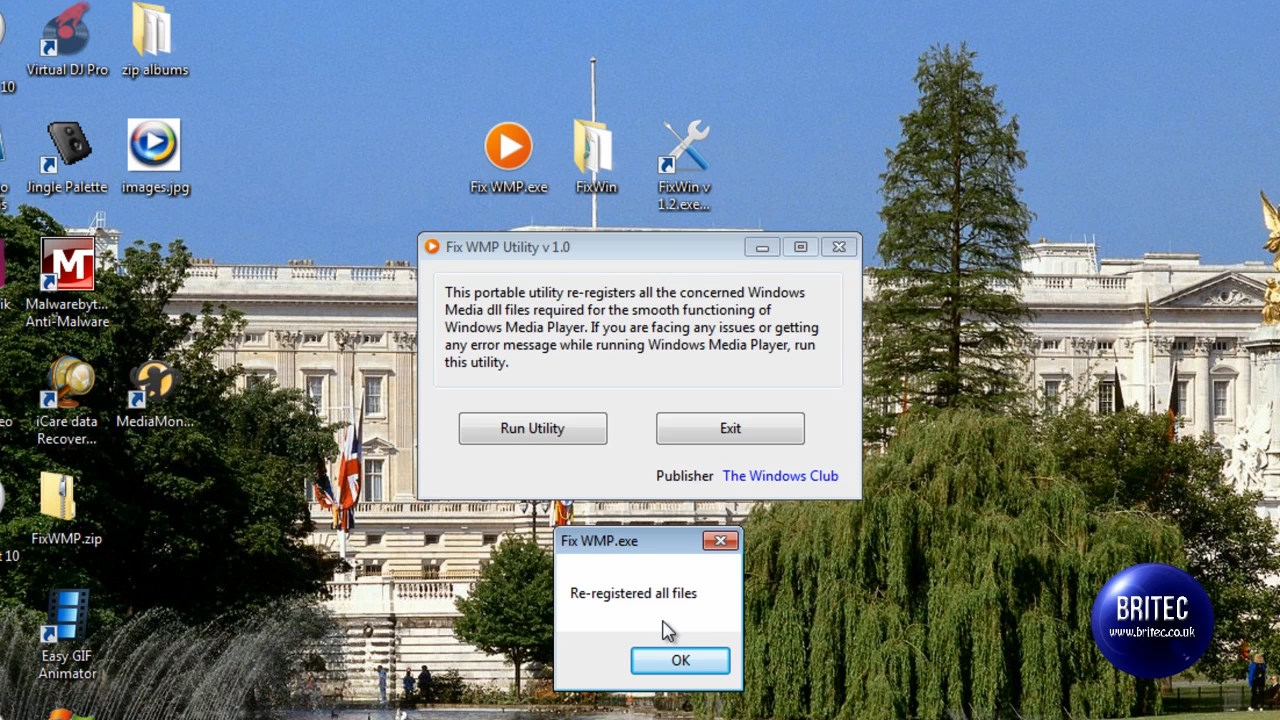 Virtual DJ Pro
zip albums
10
Jingle Palette
images.jpg
Fix WMP.exe
FixWin
FixWin v
1.2.exe...
Malwarebyt...
Anti-Malware
iCare data
Recover...
MediaMon...
FixWMP.zip
t 10
Easy GIF
Animator
Fix WMP Utility v 1.0
This portable utility re-registers all the concerned Windows
Media dll files required for the smooth functioning of
Windows Media Player. If you are facing any issues or getting
any error message while running Windows Media Player, run
this utility.
Run Utility
Exit
Publisher The Windows Club
Fix WMP.exe
Re-registered all files
OK
BRITEC
www.britec.co.uk